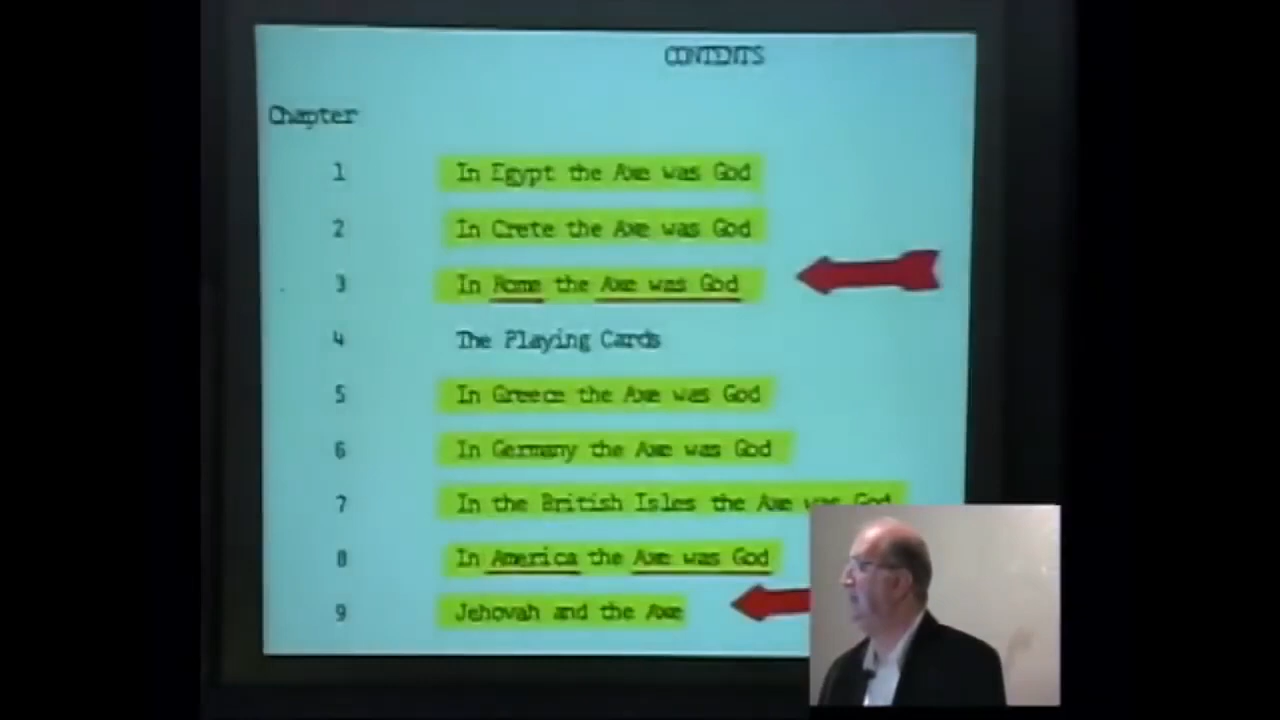 CONTENTS
Chapter
1 In Egypt the Axe was God
2 In Crete the Axe was God
3 In Rome the Axe was God
4 The Playing Cards
5 In Greece the Axe was God
6 In Germany the Axe was God
7 In the British Isles the Axe was God
8 In America the Axe was God
9 Jehovah and the Axe